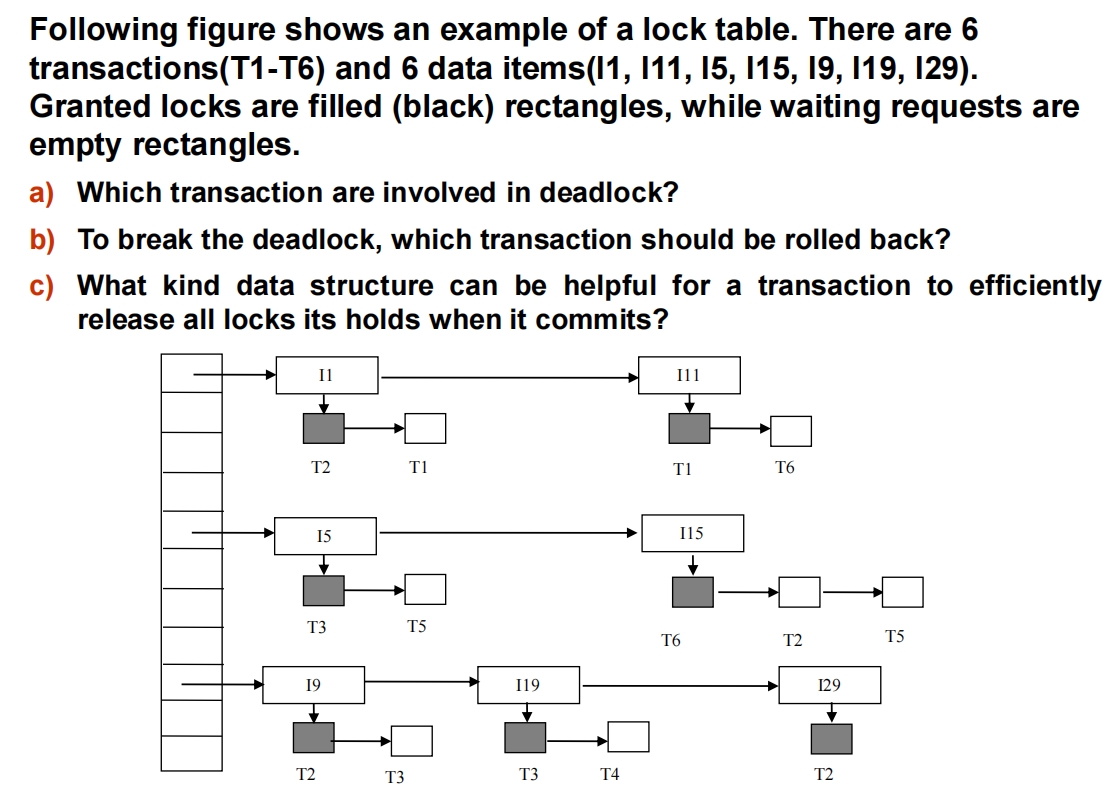 Following figure shows an example of a lock table. There are 6
transactions(T1-T6) and 6 data items(I1, I11, I5, I15, I9, I19, I29).
Granted locks are filled (black) rectangles, while waiting requests are
empty rectangles.
a) Which transaction are involved in deadlock?
b) To break the deadlock, which transaction should be rolled back?
c) What kind data structure can be helpful for a transaction to efficiently
release all locks its holds when it commits?
I1 I11
T2 T1 T1 T6
I5 I15
T3 T5 T6 T2 T5
I9 I19 I29
T2 T3 T3 T4 T2